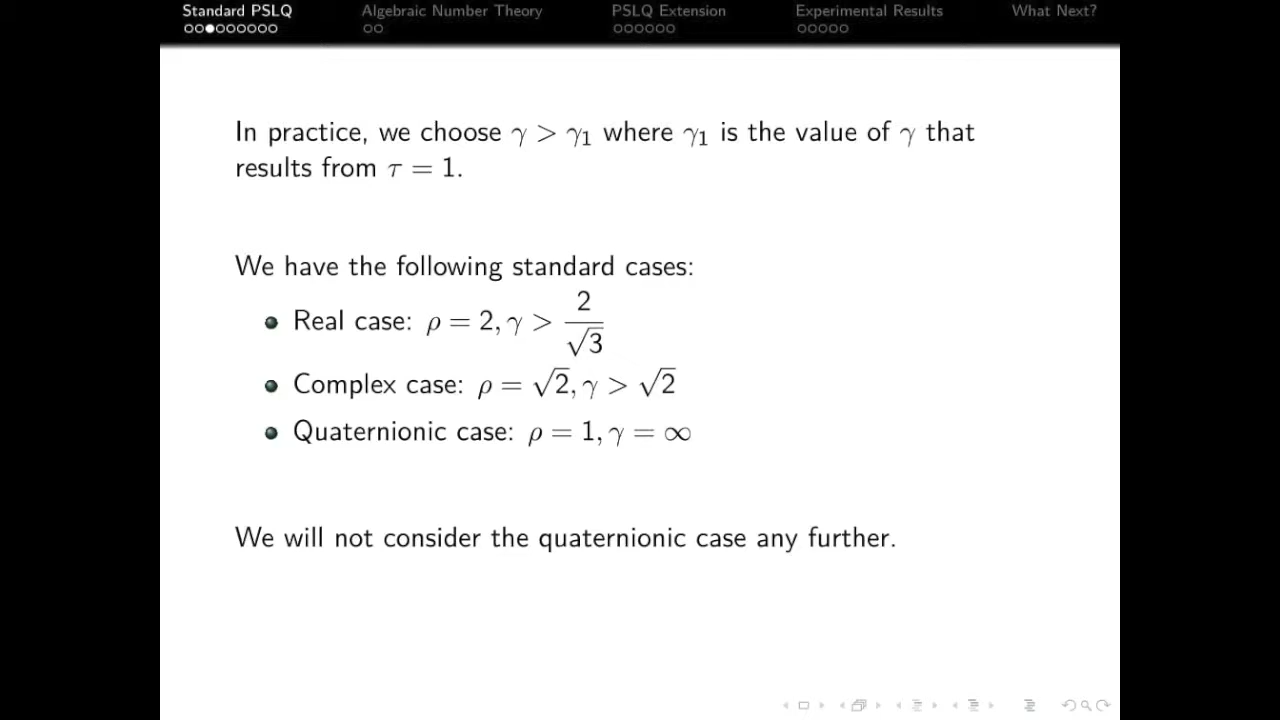 Standard PSLQ Algebraic Number Theory PSLQ Extension Experimental Results What Next?
In practice, we choose γ > γ₁ where γ₁ is the value of γ that
results from τ = 1.
We have the following standard cases:
Real case: ρ = 2, γ > 2/√3
Complex case: ρ = √2, γ > √2
Quaternionic case: ρ = 1, γ = ∞
We will not consider the quaternionic case any further.